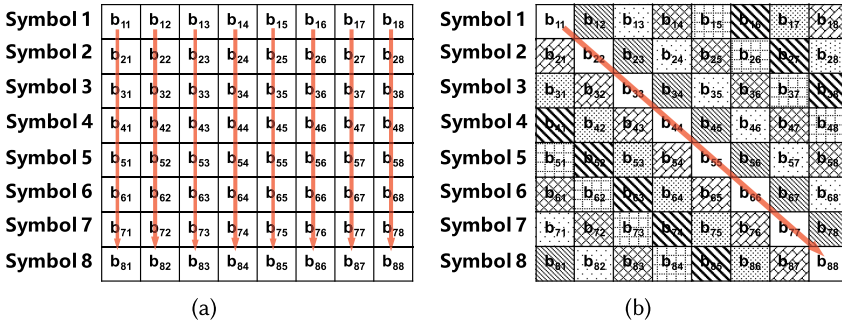 Symbol 1 b11 b12 b13 b14 b15 b16 b17 b18
Symbol 2 b21 b22 b23 b24 b25 b26 b27 b28
Symbol 3 b31 b32 b33 b34 b35 b36 b37 b38
Symbol 4 b41 b42 b43 b44 b45 b46 b47 b48
Symbol 5 b51 b52 b53 b54 b55 b56 b57 b58
Symbol 6 b61 b62 b63 b64 b65 b66 b67 b68
Symbol 7 b71 b72 b73 b74 b75 b76 b77 b78
Symbol 8 b81 b82 b83 b84 b85 b86 b87 b88
(a)
Symbol 1 b11 b12 b13 b14 b15 b16 b17 b18
Symbol 2 b21 b22 b23 b24 b25 b26 b27 b28
Symbol 3 b31 b32 b33 b34 b35 b36 b37 b38
Symbol 4 b41 b42 b43 b44 b45 b46 b47 b48
Symbol 5 b51 b52 b53 b54 b55 b56 b57 b58
Symbol 6 b61 b62 b63 b64 b65 b66 b67 b68
Symbol 7 b71 b72 b73 b74 b75 b76 b77 b78
Symbol 8 b81 b82 b83 b84 b85 b86 b87 b88
(b)